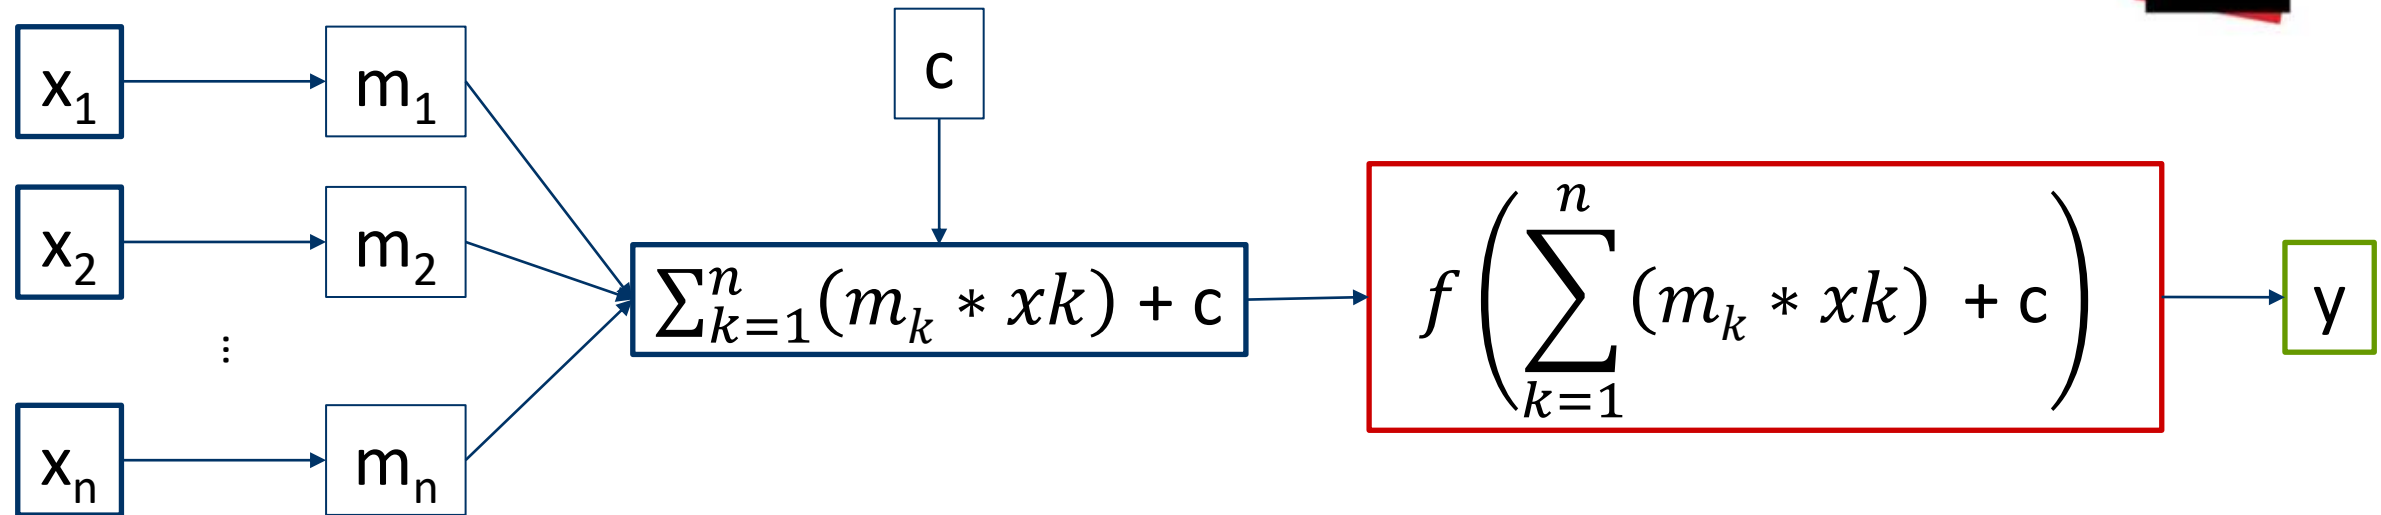 x₁ m₁ c
x₂ m₂
∑ⁿₖ₌₁(mₖ ∗ xk) + c
f(∑ⁿₖ₌₁(mₖ ∗ xk) + c)
y
⋮
xₙ mₙ